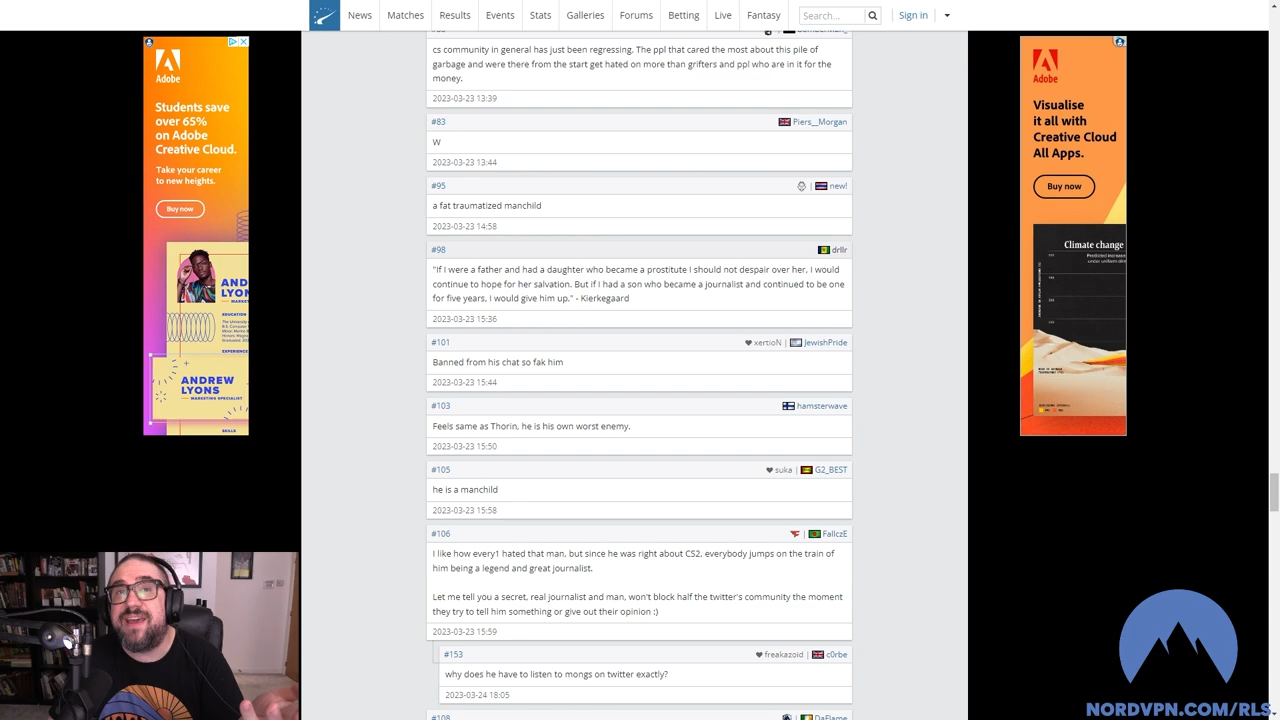 News Matches Results Events Stats Galleries Forums Betting Live Fantasy Search... Sign in
cs community in general has just been regressing. The ppl that cared the most about this pile of
garbage and were there from the start get hated on more than grifters and ppl who are in it for the
money.
2023-03-23 13:39
#83 Piers__Morgan
W
2023-03-23 13:44
#95 new!
a fat traumatized manchild
2023-03-23 14:58
#98 drllr
"If I were a father and had a daughter who became a prostitute, I should not despair over her, I would
continue to hope for her salvation. But if I had a son who became a journalist and continued to be one
for five years, I would give him up." - Kierkegaard
2023-03-23 15:36
#101 xertioN | JewishPride
Banned from his chat so fak him
2023-03-23 15:44
#103 hamsterwave
Feels same as Thorin, he is his own worst enemy.
2023-03-23 15:50
#105 suka | G2_BEST
he is a manchild
2023-03-23 15:58
#106 FallczE
I like how every1 hated that man, but since he was right about CS2, everybody jumps on the train of
him being a legend and great journalist.
Let me tell you a secret, real journalist and man, won't block half the twitter's community the moment
they try to tell him something or give out their opinion :)
2023-03-23 15:59
#153 freakazoid | c0rbe
why does he have to listen to mongs on twitter exactly?
2023-03-24 18:05
#108 DaFlame
Adobe
Students save
over 65%
on Adobe
Creative Cloud.
Take your career
to new heights.
Buy now
ANDREW
LYONS
MARKETING SPECIALIST
EDUCATION
SKILLS
Adobe
Visualise
it all with
Creative Cloud
All Apps.
Buy now
Climate change
NORDVPN.COM/RLS